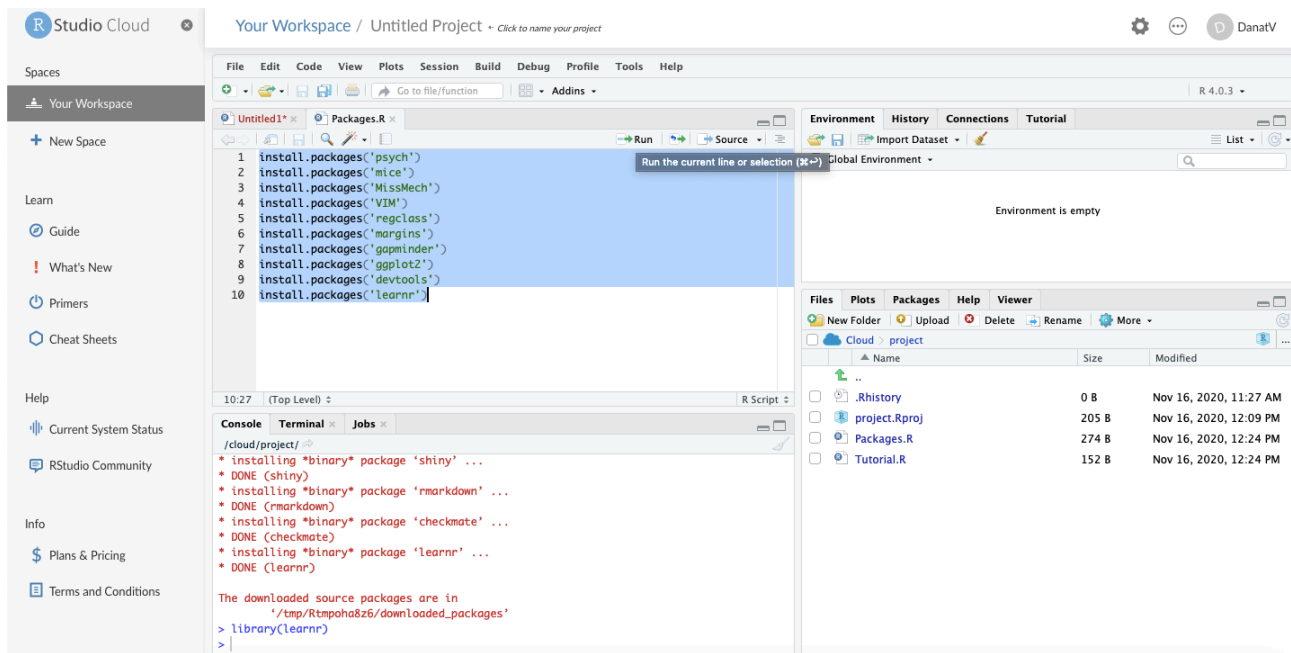 R Studio Cloud
Your Workspace / Untitled Project ← Click to name your project
DanatV
D
Spaces
Your Workspace
New Space
Learn
Guide
What's New
Primers
Cheat Sheets
Help
Current System Status
RStudio Community
Info
Plans & Pricing
Terms and Conditions
File Edit Code View Plots Session Build Debug Profile Tools Help
Go to file/function Addins R 4.0.3
Untitled1* Packages.R
Run Source
Run the current line or selection (⌘↩)
1 install.packages('psych')
2 install.packages('mice')
3 install.packages('MissMech')
4 install.packages('VIM')
5 install.packages('regclass')
6 install.packages('margins')
7 install.packages('gapminder')
8 install.packages('ggplot2')
9 install.packages('devtools')
10 install.packages('learnr')
10:27 (Top Level) R Script
Console Terminal Jobs
/cloud/project/
* installing *binary* package ‘shiny’ ...
* DONE (shiny)
* installing *binary* package ‘rmarkdown’ ...
* DONE (rmarkdown)
* installing *binary* package ‘checkmate’ ...
* DONE (checkmate)
* installing *binary* package ‘learnr’ ...
* DONE (learnr)
The downloaded source packages are in
‘/tmp/Rtmpoha8z6/downloaded_packages’
> library(learnr)
>
Environment History Connections Tutorial
Import Dataset List
Global Environment
Environment is empty
Files Plots Packages Help Viewer
New Folder Upload Delete Rename More
Cloud project R ...
Name Size Modified
..
.Rhistory 0 B Nov 16, 2020, 11:27 AM
project.Rproj 205 B Nov 16, 2020, 12:09 PM
Packages.R 274 B Nov 16, 2020, 12:24 PM
Tutorial.R 152 B Nov 16, 2020, 12:24 PM